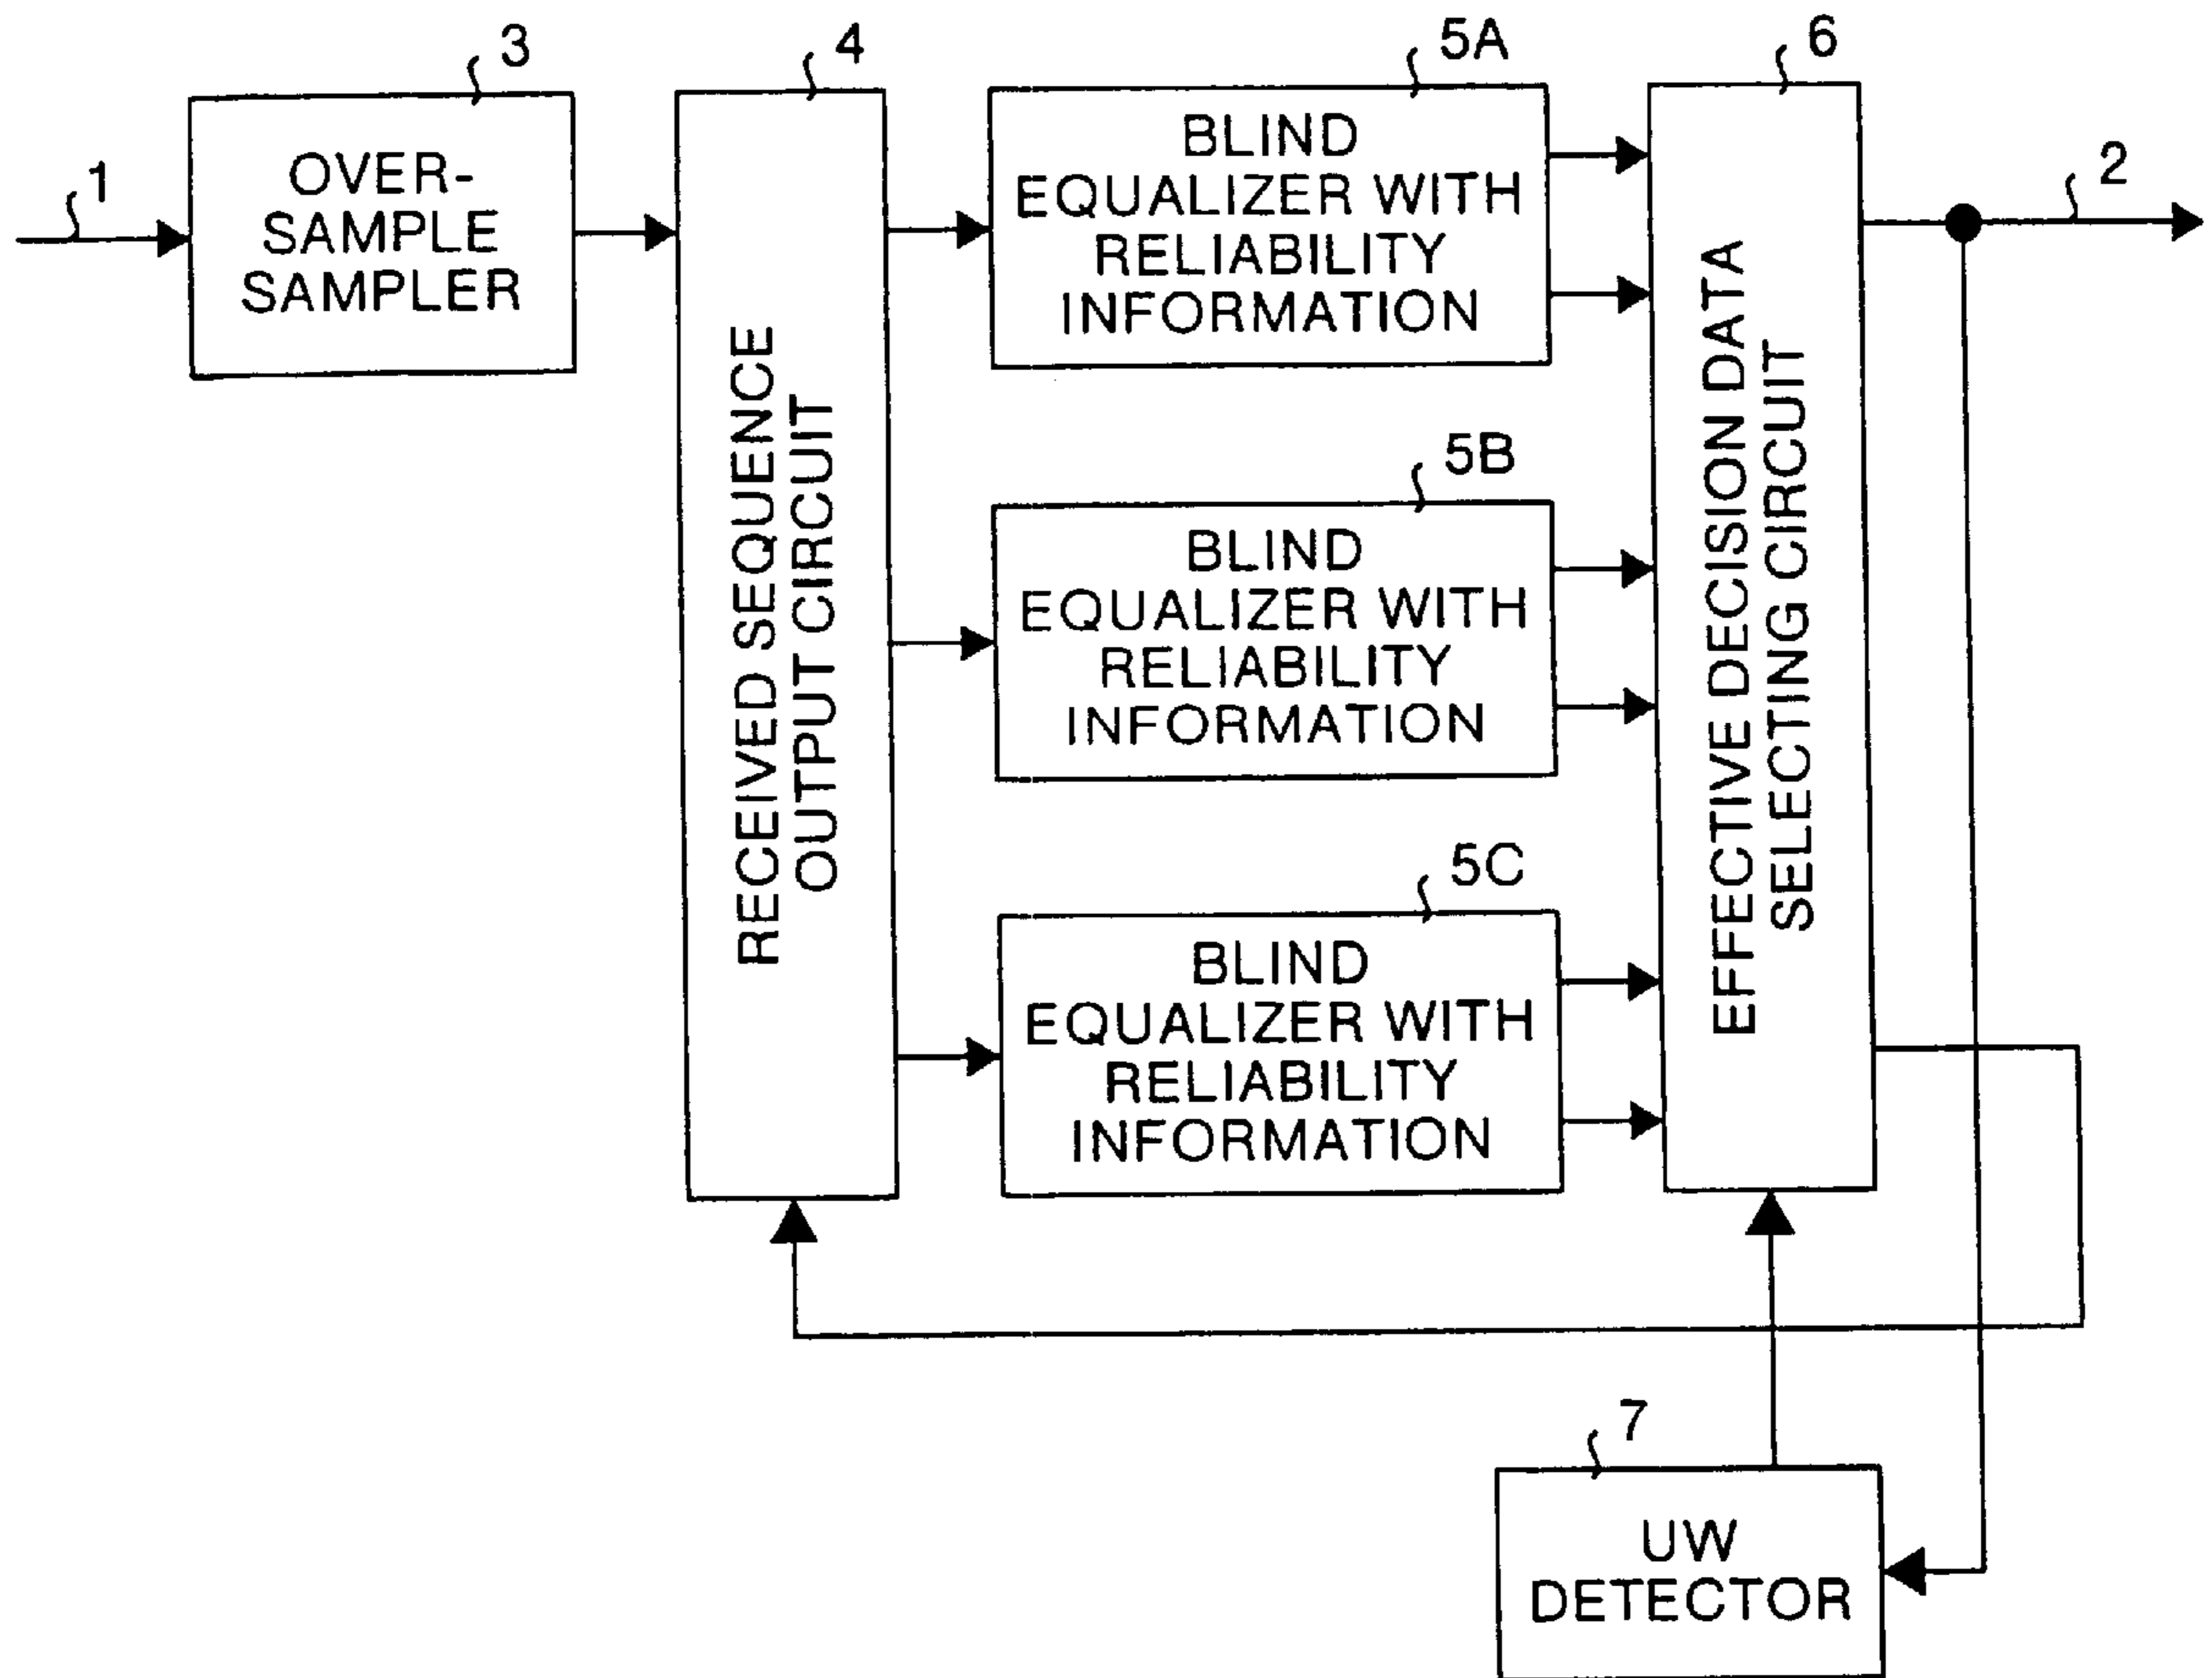 1
3
OVER-
SAMPLE
SAMPLER
4
RECEIVED SEQUENCE
OUTPUT CIRCUIT
5A
BLIND
EQUALIZER WITH
RELIABILITY
INFORMATION
5B
BLIND
EQUALIZER WITH
RELIABILITY
INFORMATION
5C
BLIND
EQUALIZER WITH
RELIABILITY
INFORMATION
6
EFFECTIVE DECISION DATA
SELECTING CIRCUIT
2
7
UW
DETECTOR